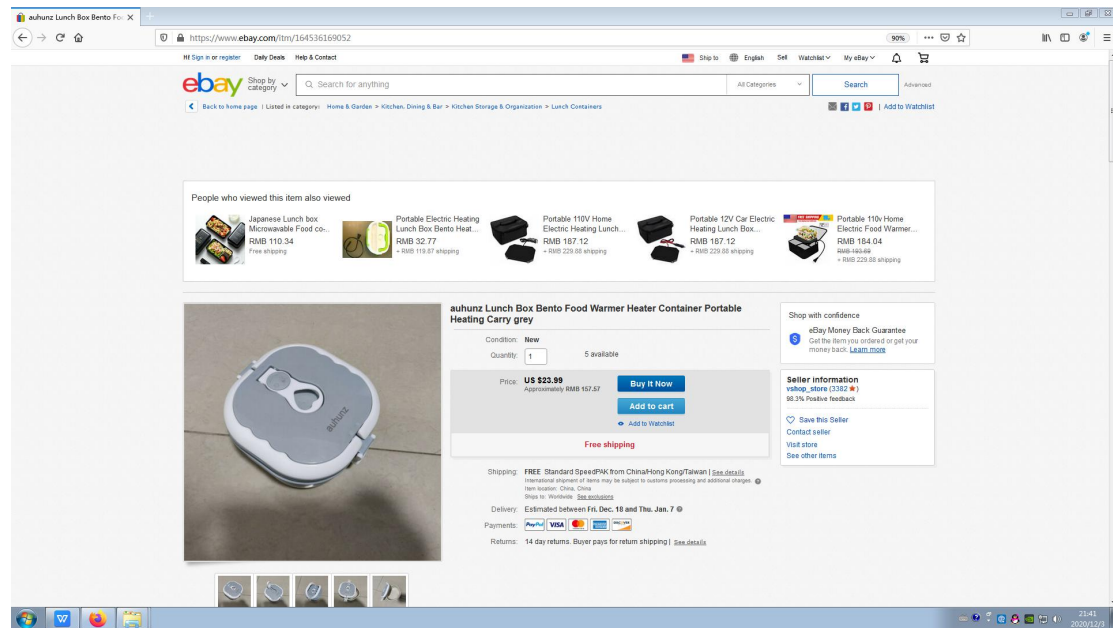 auhunz Lunch Box Bento Foo
https://www.ebay.com/itm/164536169052
90%
Hi! Sign in or register Daily Deals Help & Contact
Ship to English Sell Watchlist My eBay
ebay Shop by category
Search for anything
All Categories
Search
Advanced
Back to home page | Listed in category: Home & Garden > Kitchen, Dining & Bar > Kitchen Storage & Organization > Lunch Containers
| Add to Watchlist
People who viewed this item also viewed
Japanese Lunch box Microwavable Food co-..
RMB 110.34
Free shipping
Portable Electric Heating Lunch Box Bento Heat...
RMB 32.77
+ RMB 119.87 shipping
Portable 110V Home Electric Heating Lunch...
RMB 187.12
+ RMB 229.88 shipping
Portable 12V Car Electric Heating Lunch Box...
RMB 187.12
+ RMB 229.88 shipping
Portable 110v Home Electric Food Warmer...
RMB 184.04
RMB 193.69
+ RMB 229.88 shipping
auhunz
auhunz Lunch Box Bento Food Warmer Heater Container Portable
Heating Carry grey
Condition: New
Quantity: 1 5 available
Price: US $23.99
Approximately RMB 157.57
Buy It Now
Add to cart
Add to Watchlist
Free shipping
Shipping: FREE Standard SpeedPAK from China/Hong Kong/Taiwan | See details
International shipment of items may be subject to customs processing and additional charges.
Item location: China, China
Ships to: Worldwide See exclusions
Delivery: Estimated between Fri. Dec. 18 and Thu. Jan. 7
Payments: PayPal VISA
Returns: 14 day returns. Buyer pays for return shipping | See details
Shop with confidence
eBay Money Back Guarantee
Get the item you ordered or get your
money back. Learn more
Seller information
vshop_store (3382)
98.3% Positive feedback
Save this Seller
Contact seller
Visit store
See other items
21:41
2020/12/3